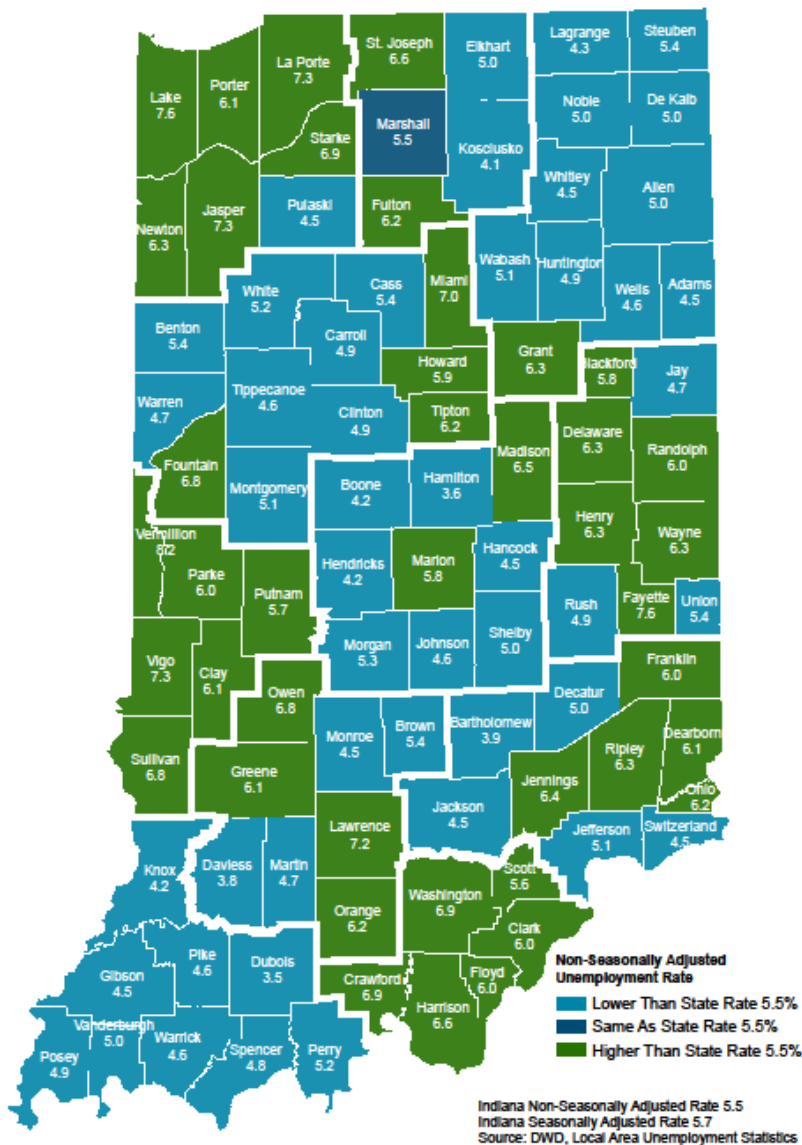 St. Joseph
6.6
Elkhart
5.0
Lagrange
4.3
Steuben
5.4
La Porte
7.3
Porter
6.1
Lake
7.6
Noble
5.0
De Kalb
5.0
Marshall
5.5
Starke
6.9
Kosciusko
4.1
Whitley
4.5
Allen
5.0
Pulaski
4.5
Fulton
6.2
Jasper
7.3
Newton
6.3
Wabash
5.1
Huntington
4.9
Wells
4.6
Adams
4.5
White
5.2
Cass
5.4
Miami
7.0
Benton
5.4
Carroll
4.9
Howard
5.9
Grant
6.3
Blackford
5.8
Jay
4.7
Warren
4.7
Tippecanoe
4.6
Clinton
4.9
Tipton
6.2
Madison
6.5
Delaware
6.3
Randolph
6.0
Fountain
6.8
Montgomery
5.1
Boone
4.2
Hamilton
3.6
Henry
6.3
Wayne
6.3
Vermillion
8.2
Parke
6.0
Putnam
5.7
Hendricks
4.2
Marion
5.8
Hancock
4.5
Rush
4.9
Fayette
7.6
Union
5.4
Vigo
7.3
Clay
6.1
Owen
6.8
Morgan
5.3
Johnson
4.6
Shelby
5.0
Franklin
6.0
Decatur
5.0
Sullivan
6.8
Greene
6.1
Monroe
4.5
Brown
5.4
Bartholomew
3.9
Jennings
6.4
Ripley
6.3
Dearborn
6.1
Ohio
6.2
Jackson
4.5
Jefferson
5.1
Switzerland
4.5
Knox
4.2
Daviess
3.8
Martin
4.7
Lawrence
7.2
Orange
6.2
Washington
6.9
Scott
5.6
Clark
6.0
Gibson
4.5
Pike
4.6
Dubois
3.5
Crawford
6.9
Harrison
6.6
Floyd
6.0
Posey
4.9
Vanderburgh
5.0
Warrick
4.6
Spencer
4.8
Perry
5.2
Non-Seasonally Adjusted
Unemployment Rate
Lower Than State Rate 5.5%
Same As State Rate 5.5%
Higher Than State Rate 5.5%
Indiana Non-Seasonally Adjusted Rate 5.5
Indiana Seasonally Adjusted Rate 5.7
Source: DWD, Local Area Unemployment Statistics